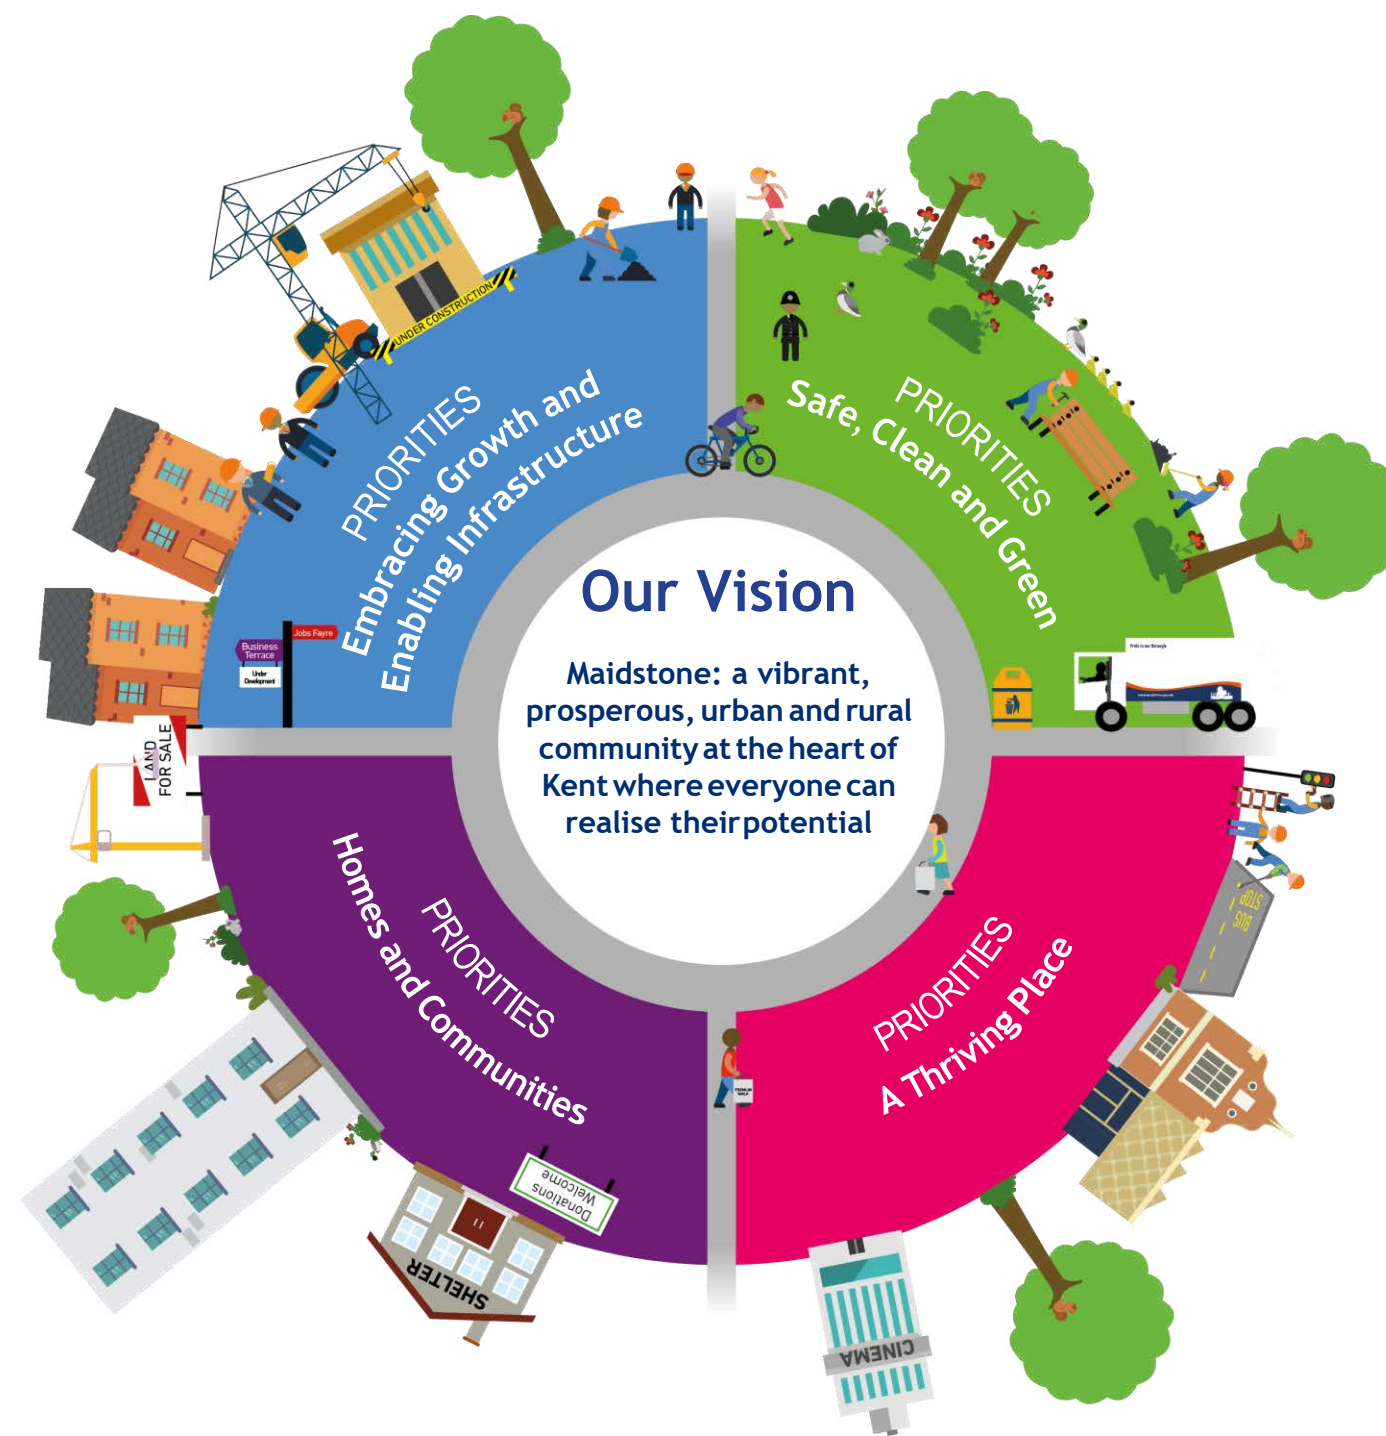 Our Vision
Maidstone: a vibrant,
prosperous, urban and rural
community at the heart of
Kent where everyone can
realise their potential
PRIORITIES
Embracing Growth and
Enabling Infrastructure
PRIORITIES
Safe, Clean and Green
PRIORITIES
Homes and Communities
PRIORITIES
A Thriving Place
UNDER CONSTRUCTION
Jobs Fayre
Business
Terrace
Under
Development
LAND
FOR SALE
Donations
Welcome
SHELTER
CINEMA
BUS
STOP